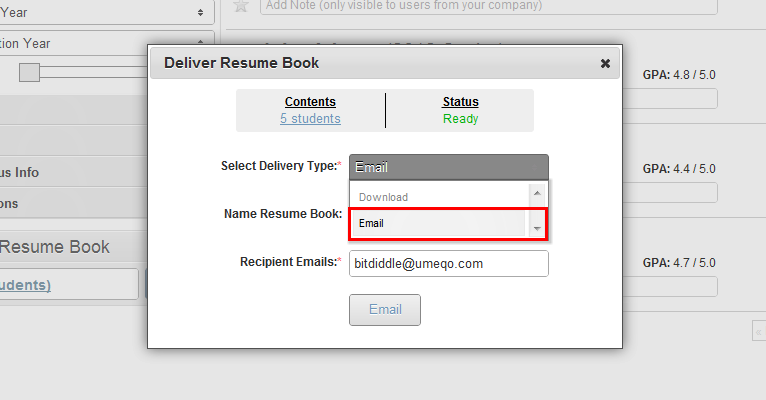 Year
Add Note (only visible to users from your company)
tion Year
Deliver Resume Book
GPA: 4.8 / 5.0
Contents
Status
5 students
Ready
Select Delivery Type:*
Email
GPA: 4.4 / 5.0
us Info
Download
ons
Name Resume Book:
Email
Resume Book
Recipient Emails:*
bitdiddle@umeqo.com
GPA: 4.7 / 5.0
udents)
Email
«